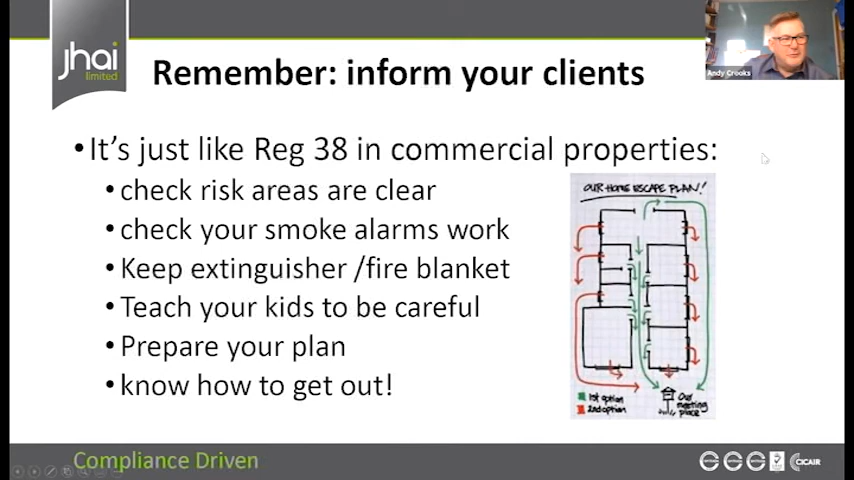 jhai
limited
Remember: inform your clients
Andy Crooks
•It's just like Reg 38 in commercial properties:
•check risk areas are clear
•check your smoke alarms work
•Keep extinguisher /fire blanket
•Teach your kids to be careful
•Prepare your plan
•know how to get out!
OUR HOME ESCAPE PLAN!
1st option
2nd option
Our
meeting
place
Compliance Driven
CICAIR